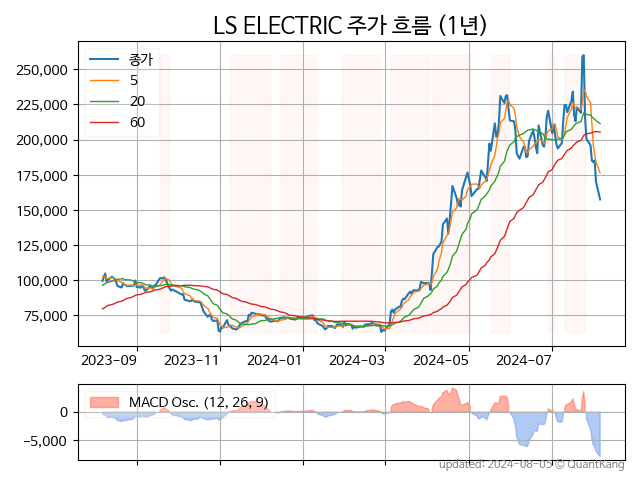 LS ELECTRIC 주가 흐름 (1년)
종가
5
20
60
250,000
225,000
200,000
175,000
150,000
125,000
100,000
75,000
2023-09 2023-11 2024-01 2024-03 2024-05 2024-07
MACD Osc. (12, 26, 9)
0
−5,000
updated: 2024-08-05 © QuantKang